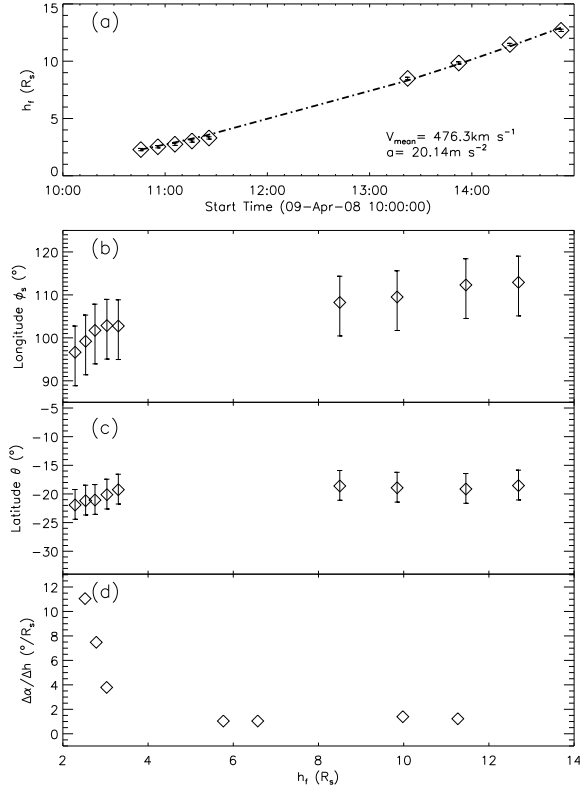 (a)
15
10
5
0
h_f (R_s)
V_mean= 476.3km s⁻¹
a= 20.14m s⁻²
10:00 11:00 12:00 13:00 14:00
Start Time (09-Apr-08 10:00:00)
(b)
120
110
100
90
Longitude φ_s (°)
(c)
-5
-10
-15
-20
-25
-30
Latitude θ (°)
(d)
12
10
8
6
4
2
0
Δα/Δh (°/R_s)
2 4 6 8 10 12 14
h_f (R_s)